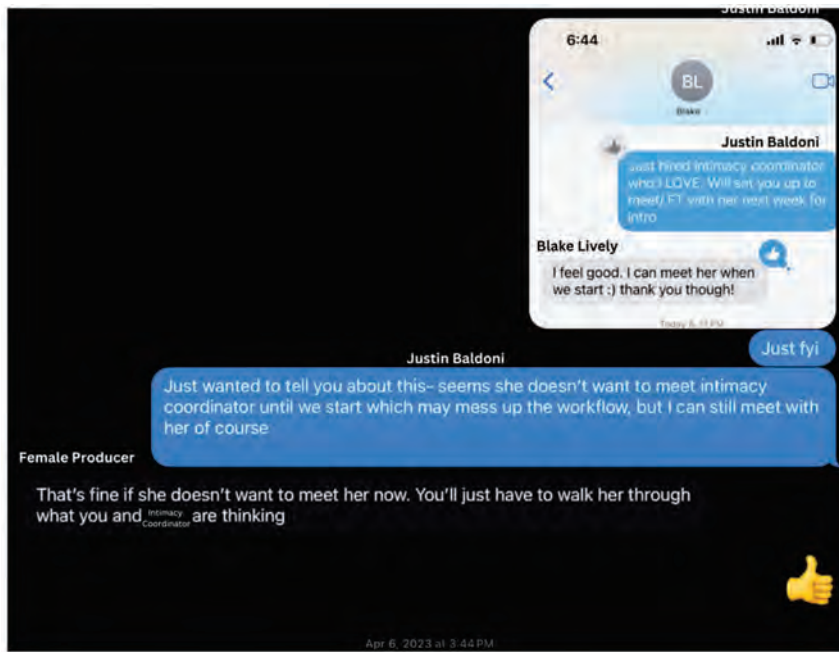 Justin Baldoni
6:44
BL
Blake
Justin Baldoni
Just hired intimacy coordinator
who I LOVE. Will set you up to
meet/ FT with her next week for
intro
Blake Lively
I feel good. I can meet her when
we start :) thank you though!
Today
Just fyi
Justin Baldoni
Just wanted to tell you about this– seems she doesn't want to meet intimacy
coordinator until we start which may mess up the workflow, but I can still meet with
her of course
Female Producer
That's fine if she doesn't want to meet her now. You'll just have to walk her through
what you and Intimacy Coordinator are thinking
Apr 6, 2023 at 3:44 PM